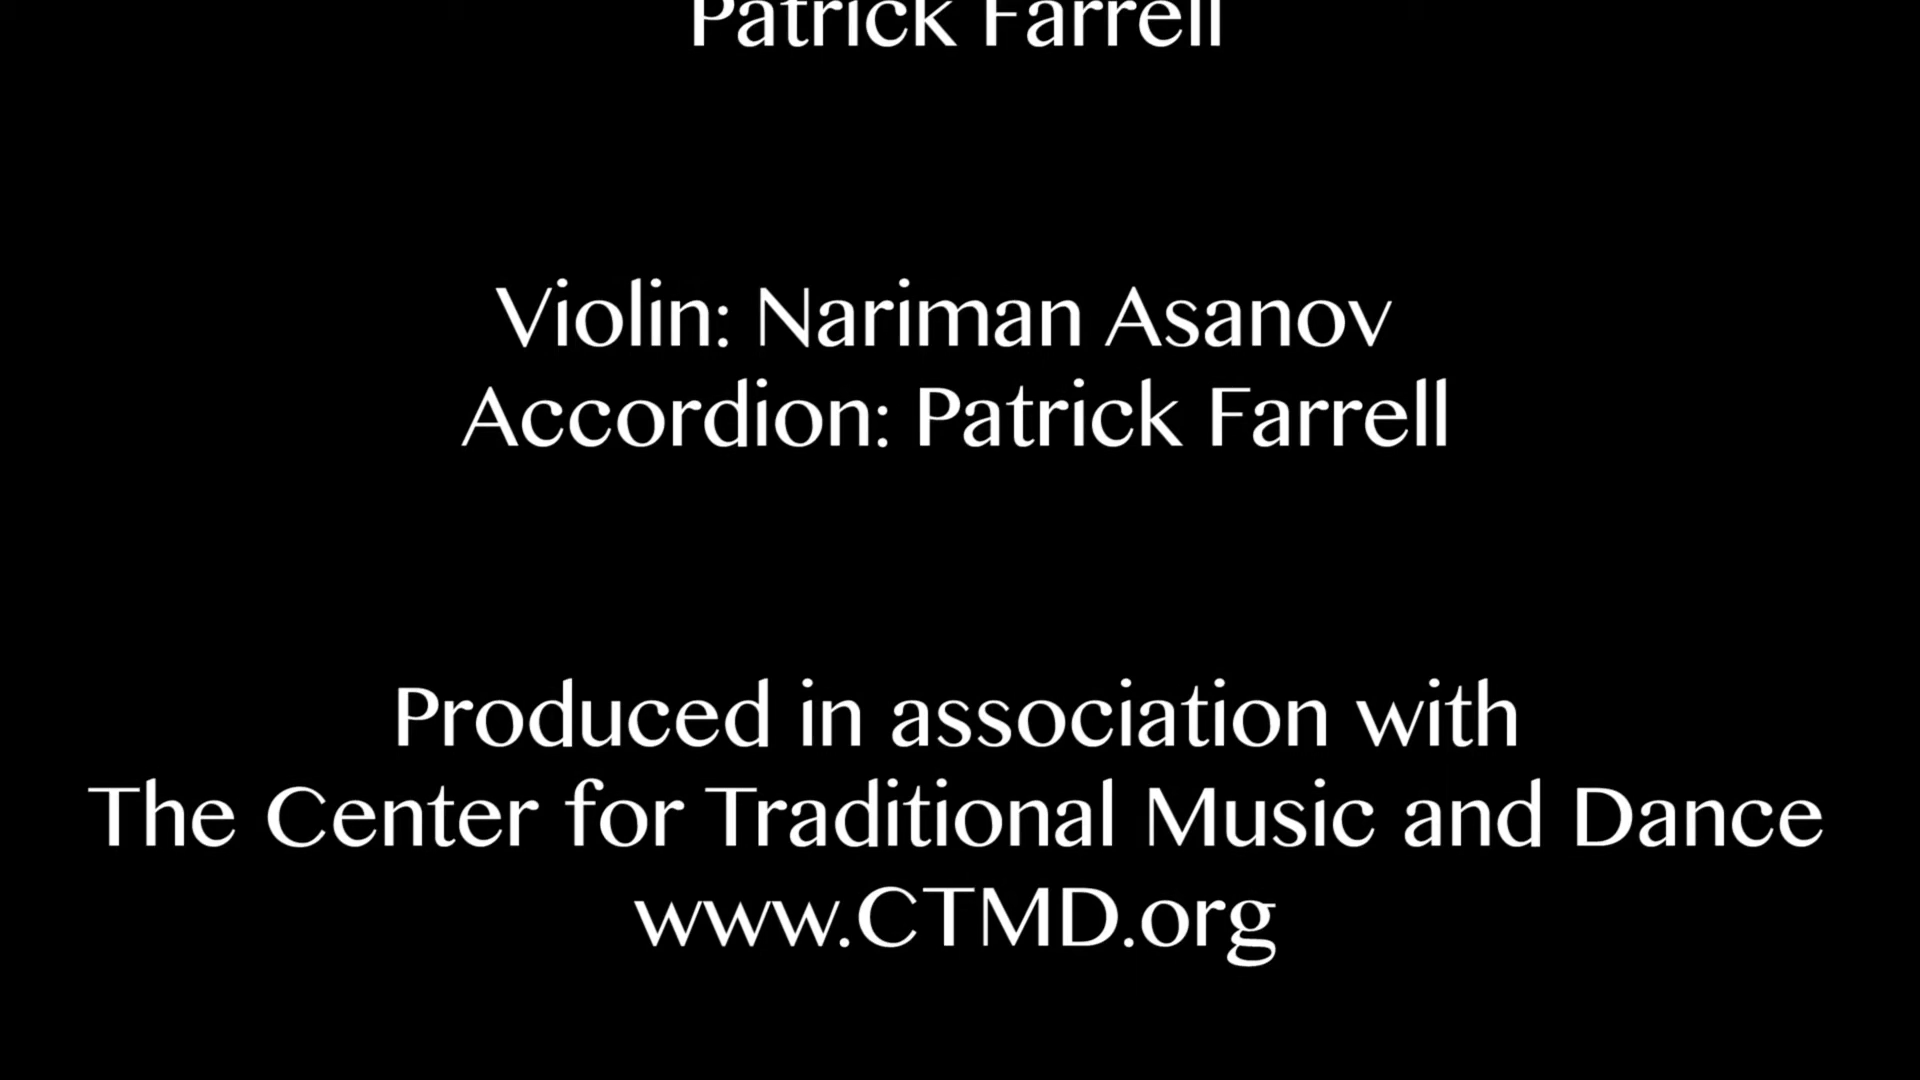 Patrick Farrell
Violin: Nariman Asanov
Accordion: Patrick Farrell
Produced in association with
The Center for Traditional Music and Dance
www.CTMD.org